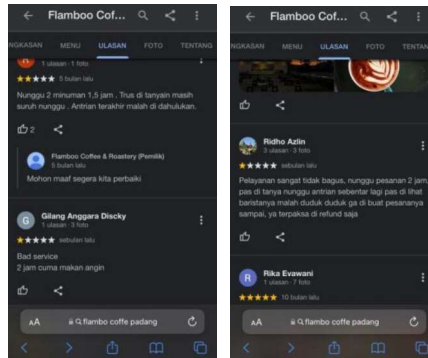 Flamboo Cof...
NGKASAN MENU ULASAN FOTO TENTANG
1 ulasan · 1 foto
5 bulan lalu
Nunggu 2 minuman 1,5 jam . Trus di tanyain masih
suruh nunggu . Antrian terakhir malah di dahulukan.
2
Flamboo Coffee & Roastery (Pemilik)
5 bulan lalu
Mohon maaf segera kita perbaiki
G
Gilang Anggara Discky
1 ulasan · 3 foto
sebulan lalu
Bad service
2 jam cuma makan angin
AA flambo coffe padang
Flamboo Cof...
NGKASAN MENU ULASAN FOTO TENTAN
Ridho Azlin
3 ulasan · 3 foto
sebulan lalu
Pelayanan sangat tidak bagus, nunggu pesanan 2 jam,
pas di tanya nunggu antrian sebentar lagi pas di lihat
baristanya malah duduk duduk ga di buat pesananya
sampai, ya terpaksa di refund saja
R
Rika Evawani
1 ulasan · 7 foto
10 bulan lalu
AA flambo coffe padang